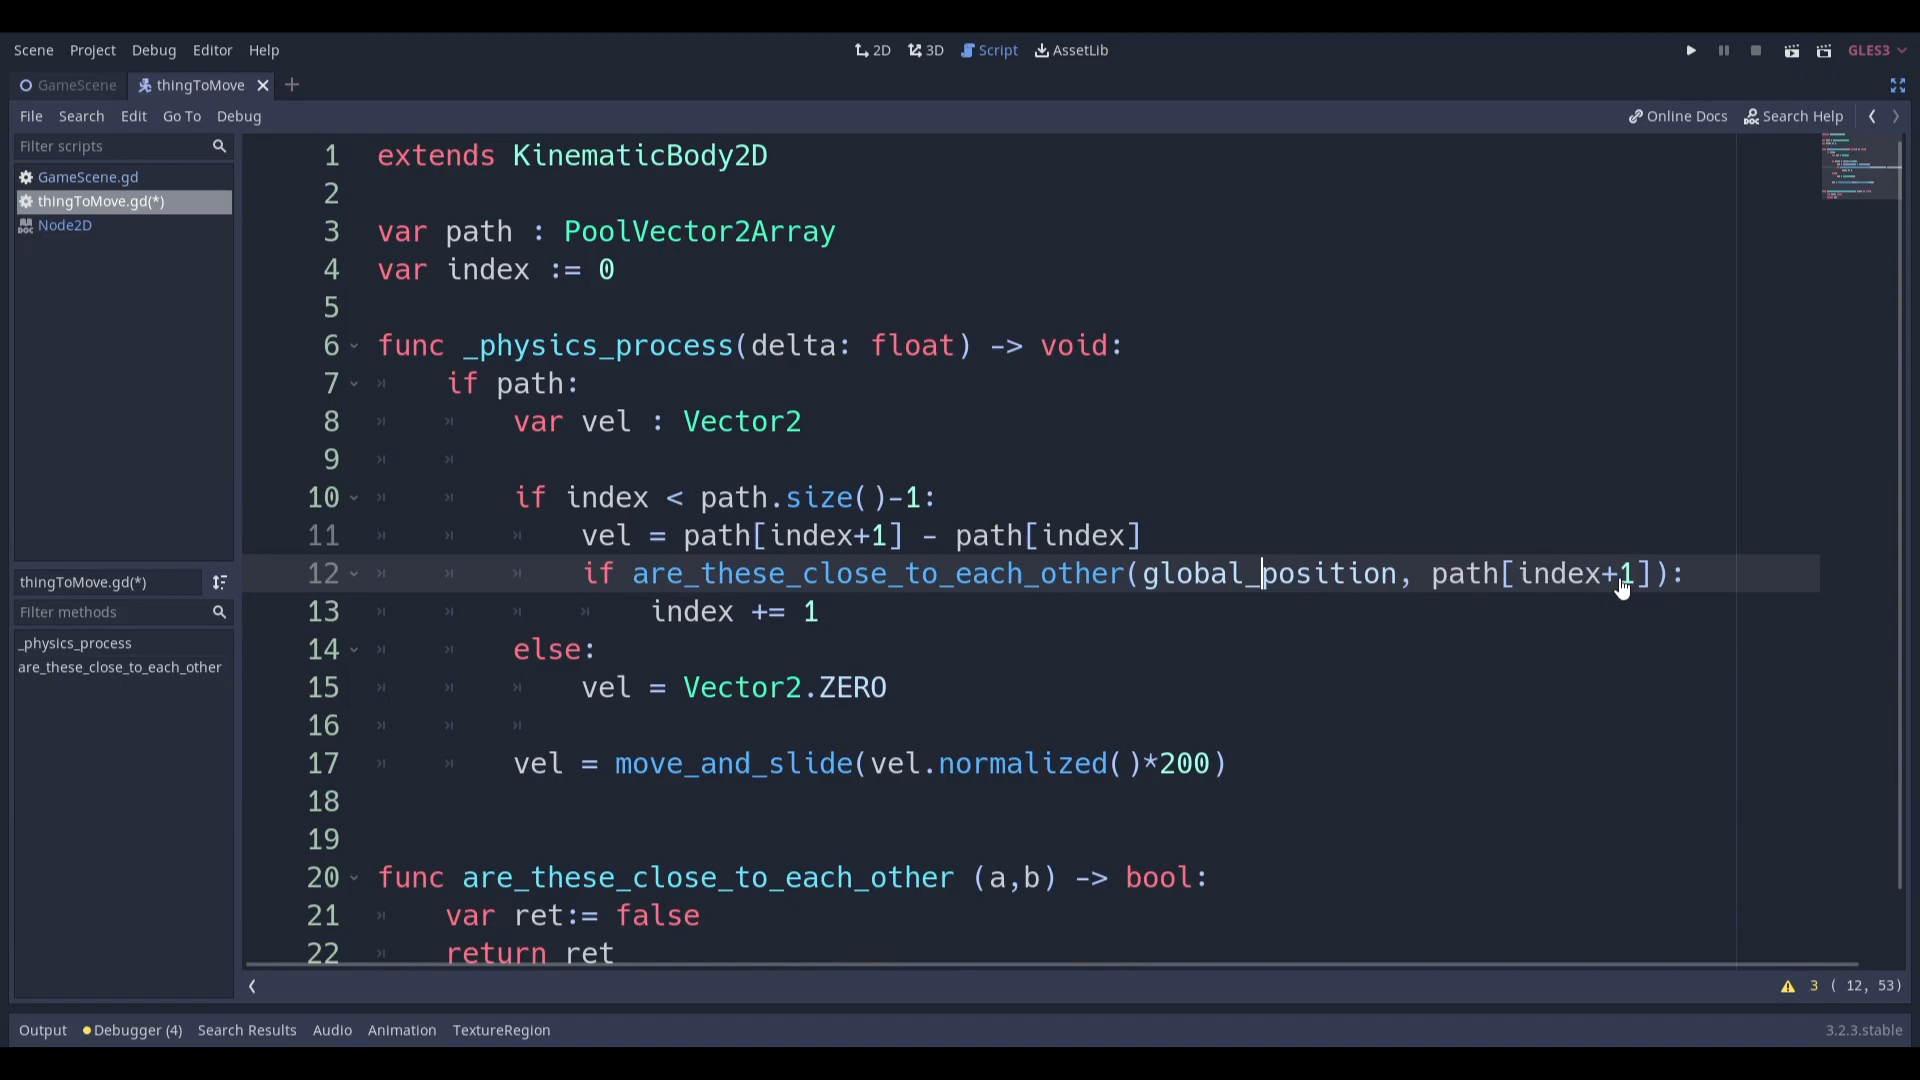 Scene Project Debug Editor Help 2D 3D Script AssetLib GLES3
GameScene thingToMove
File Search Edit Go To Debug Online Docs Search Help
Filter scripts
GameScene.gd
thingToMove.gd(*)
Node2D
thingToMove.gd(*)
Filter methods
_physics_process
are_these_close_to_each_other
1 extends KinematicBody2D
2
3 var path : PoolVector2Array
4 var index := 0
5
6 func _physics_process(delta: float) -> void:
7 if path:
8 var vel : Vector2
9
10 if index < path.size()-1:
11 vel = path[index+1] - path[index]
12 if are_these_close_to_each_other(global_position, path[index+1]):
13 index += 1
14 else:
15 vel = Vector2.ZERO
16
17 vel = move_and_slide(vel.normalized()*200)
18
19
20 func are_these_close_to_each_other (a,b) -> bool:
21 var ret:= false
22 return ret
3 ( 12, 53)
Output Debugger (4) Search Results Audio Animation TextureRegion 3.2.3.stable